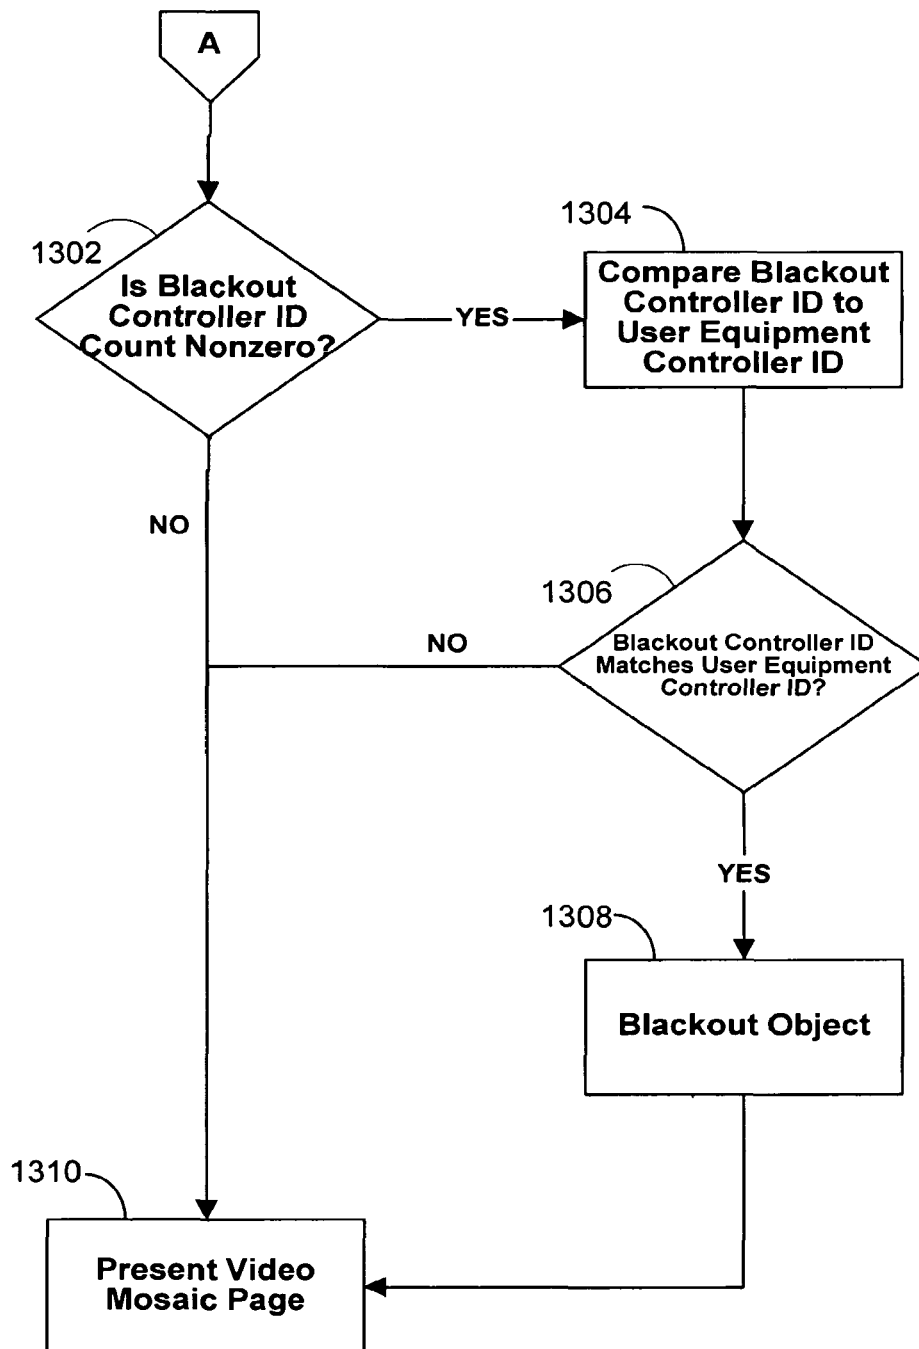 A
1302
Is Blackout
Controller ID
Count Nonzero?
YES
1304
Compare Blackout
Controller ID to
User Equipment
Controller ID
NO
1306
Blackout Controller ID
Matches User Equipment
Controller ID?
NO
YES
1308
Blackout Object
1310
Present Video
Mosaic Page